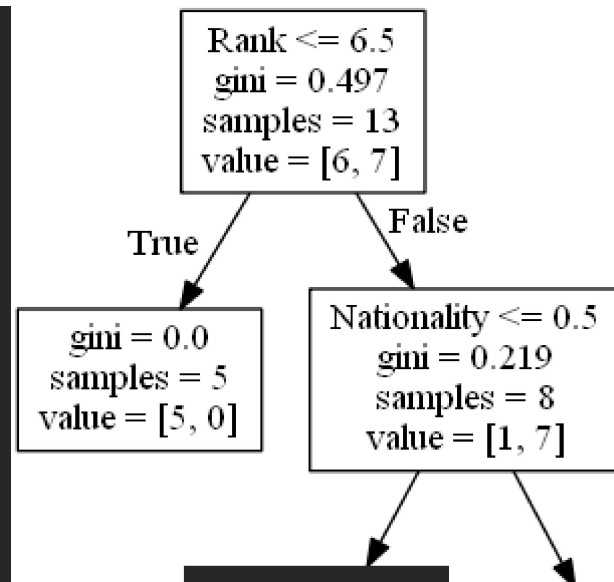 Rank <= 6.5
gini = 0.497
samples = 13
value = [6, 7]
True
False
gini = 0.0
samples = 5
value = [5, 0]
Nationality <= 0.5
gini = 0.219
samples = 8
value = [1, 7]